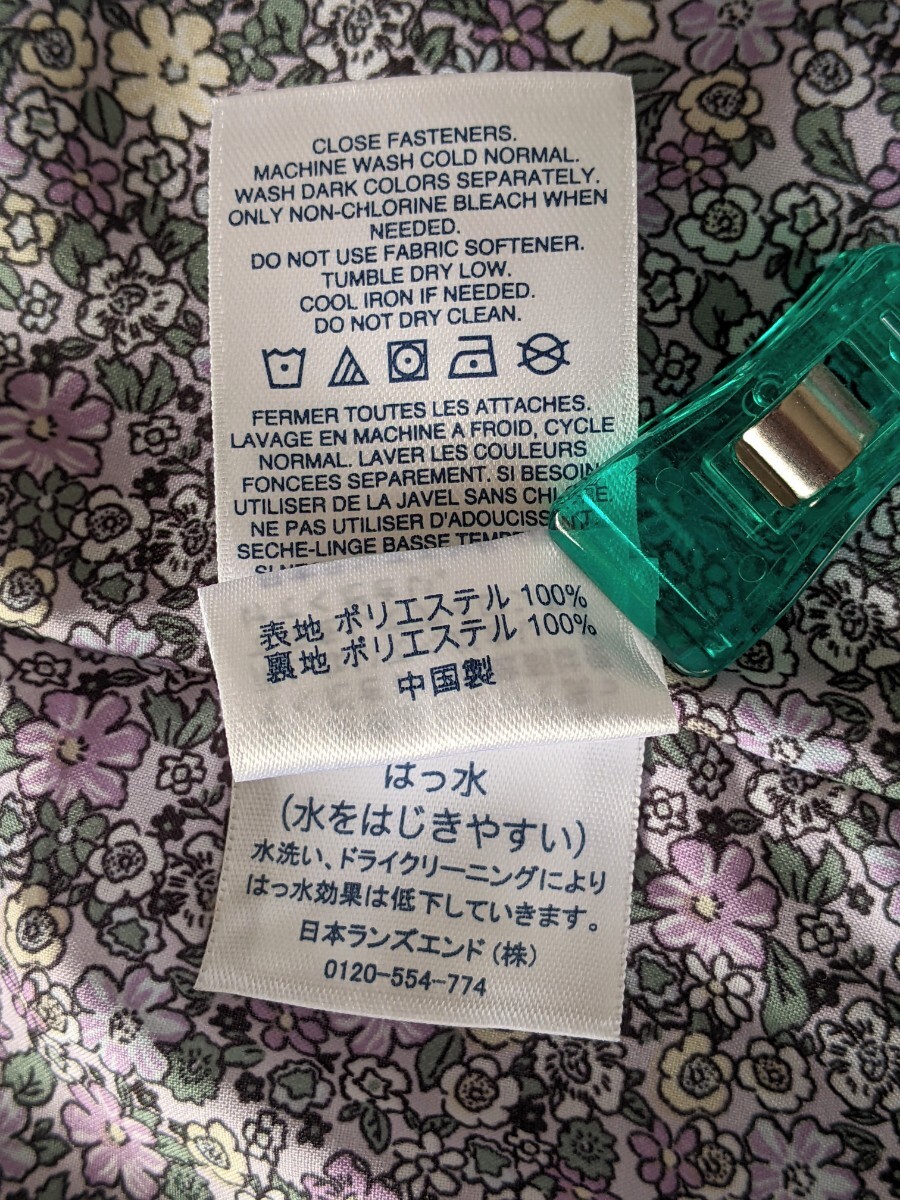 CLOSE FASTENERS.
MACHINE WASH COLD NORMAL.
WASH DARK COLORS SEPARATELY.
ONLY NON-CHLORINE BLEACH WHEN
NEEDED.
DO NOT USE FABRIC SOFTENER.
TUMBLE DRY LOW.
COOL IRON IF NEEDED.
DO NOT DRY CLEAN.
FERMER TOUTES LES ATTACHES.
LAVAGE EN MACHINE A FROID, CYCLE
NORMAL. LAVER LES COULEURS
FONCEES SEPAREMENT. SI BESOIN
UTILISER DE LA JAVEL SANS
NE PAS UTILISER
SECHE-LINGE BASSE
表地 ポリエステル 100%
裏地 ポリエステル 100%
中国製
はっ水
(水をはじきやすい)
水洗い、ドライクリーニングにより
はっ水効果は低下していきます。
日本ランズエンド(株)
0120-554-774